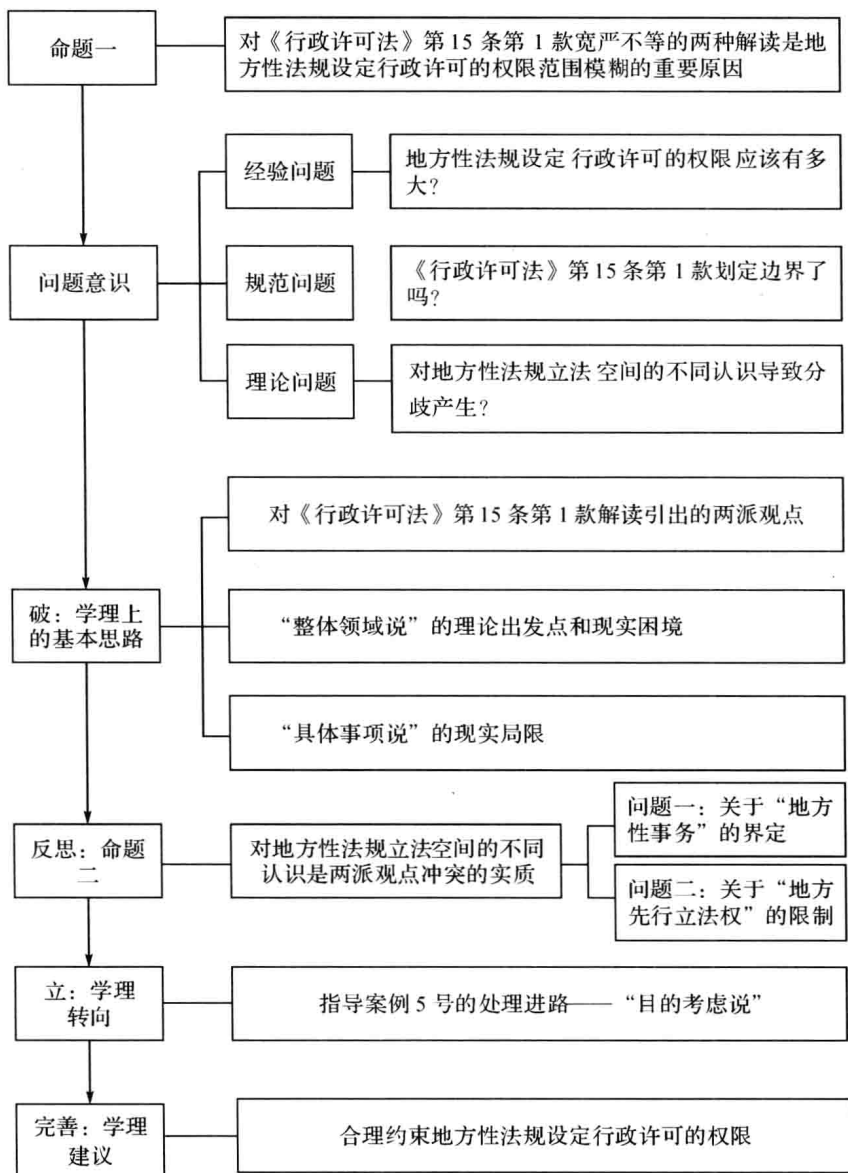 命题一
对《行政许可法》第15条第1款宽严不等的两种解读是地
方性法规设定行政许可的权限范围模糊的重要原因
问题意识
经验问题
地方性法规设定 行政许可的权限 应该有多
大?
规范问题
《行政许可法》第15条第1款划定边界了
吗?
理论问题
对地方性法规立法 空间的不同认识导致分
歧产生?
破:学理上
的基本思路
对《行政许可法》第15条第1款解读引出的两派观点
“整体领域说”的理论出发点和现实困境
“具体事项说”的现实局限
反思:命题
二
对地方性法规立法空间的不同
认识是两派观点冲突的实质
问题一:关于“地方
性事务”的界定
问题二:关于“地方
先行立法权”的限制
立:学理
转向
指导案例5号的处理进路——“目的考虑说”
完善:学理
建议
合理约束地方性法规设定行政许可的权限